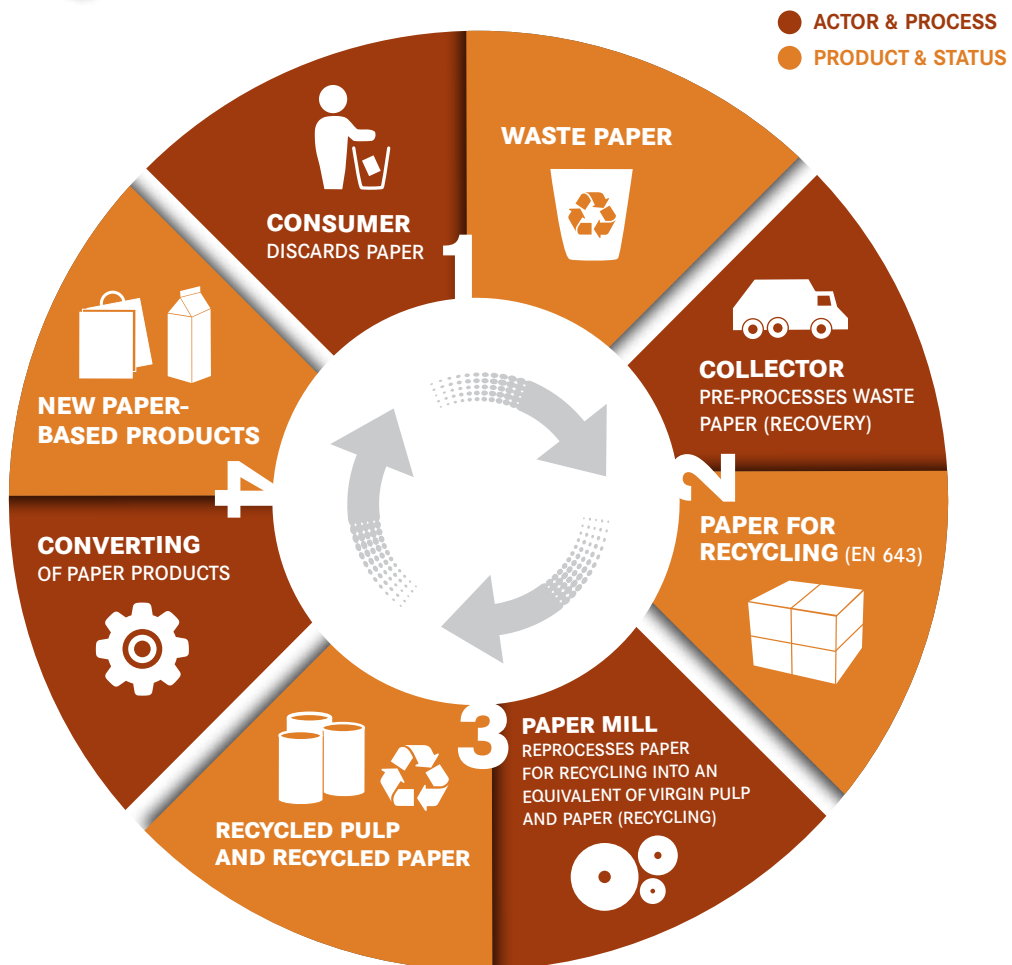 ACTOR & PROCESS
PRODUCT & STATUS
CONSUMER
DISCARDS PAPER
1
WASTE PAPER
COLLECTOR
PRE-PROCESSES WASTE
PAPER (RECOVERY)
2
PAPER FOR
RECYCLING (EN 643)
3
PAPER MILL
REPROCESSES PAPER
FOR RECYCLING INTO AN
EQUIVALENT OF VIRGIN PULP
AND PAPER (RECYCLING)
RECYCLED PULP
AND RECYCLED PAPER
4
CONVERTING
OF PAPER PRODUCTS
NEW PAPER-
BASED PRODUCTS